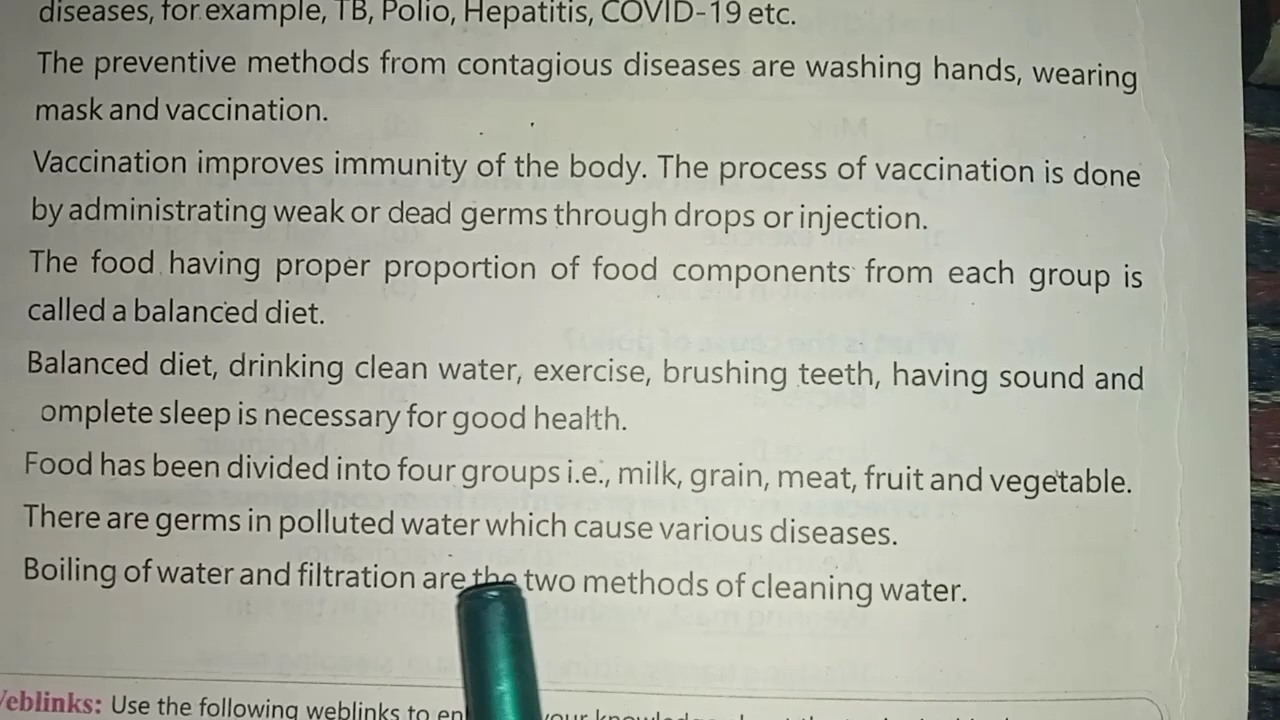 diseases, for example, TB, Polio, Hepatitis, COVID-19 etc.
The preventive methods from contagious diseases are washing hands, wearing
mask and vaccination.
Vaccination improves immunity of the body. The process of vaccination is done
by administrating weak or dead germs through drops or injection.
The food having proper proportion of food components from each group is
called a balanced diet.
Balanced diet, drinking clean water, exercise, brushing teeth, having sound and
omplete sleep is necessary for good health.
Food has been divided into four groups i.e., milk, grain, meat, fruit and vegetable.
There are germs in polluted water which cause various diseases.
Boiling of water and filtration are the two methods of cleaning water.
Weblinks: Use the following weblinks to